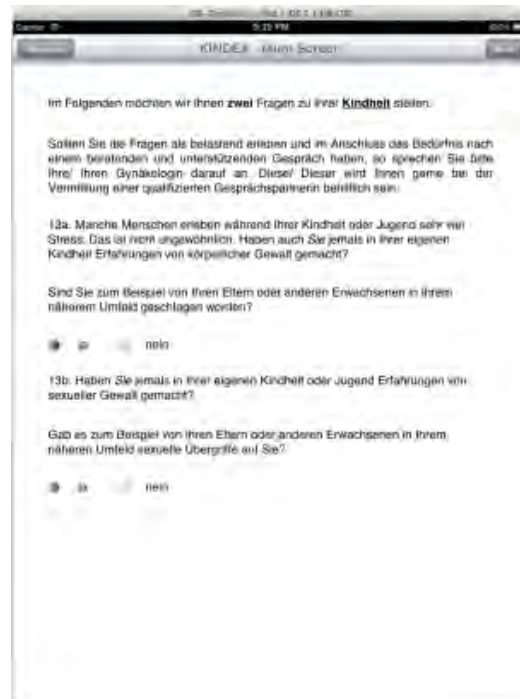 5:25 PM
KINDEX - Mum Screen
Im Folgenden möchten wir Ihnen zwei Fragen zu Ihrer Kindheit stellen.
Sollten Sie die Fragen als belastend erleben und im Anschluss das Bedürfnis nach
einem beratenden und unterstützenden Gespräch haben, so sprechen Sie bitte
Ihre/ Ihren Gynäkologin darauf an. Diese/ Dieser wird Ihnen gerne bei der
Vermittlung einer qualifizierten Gesprächspartnerin behilflich sein.
13a. Manche Menschen erleben während Ihrer Kindheit oder Jugend sehr viel
Stress. Das ist nicht ungewöhnlich. Haben auch Sie jemals in Ihrer eigenen
Kindheit Erfahrungen von körperlicher Gewalt gemacht?
Sind Sie zum Beispiel von Ihren Eltern oder anderen Erwachsenen in Ihrem
näherem Umfeld geschlagen worden?
ja nein
13b. Haben Sie jemals in Ihrer eigenen Kindheit oder Jugend Erfahrungen von
sexueller Gewalt gemacht?
Gab es zum Beispiel von Ihren Eltern oder anderen Erwachsenen in Ihrem
näheren Umfeld sexuelle Übergriffe auf Sie?
ja nein